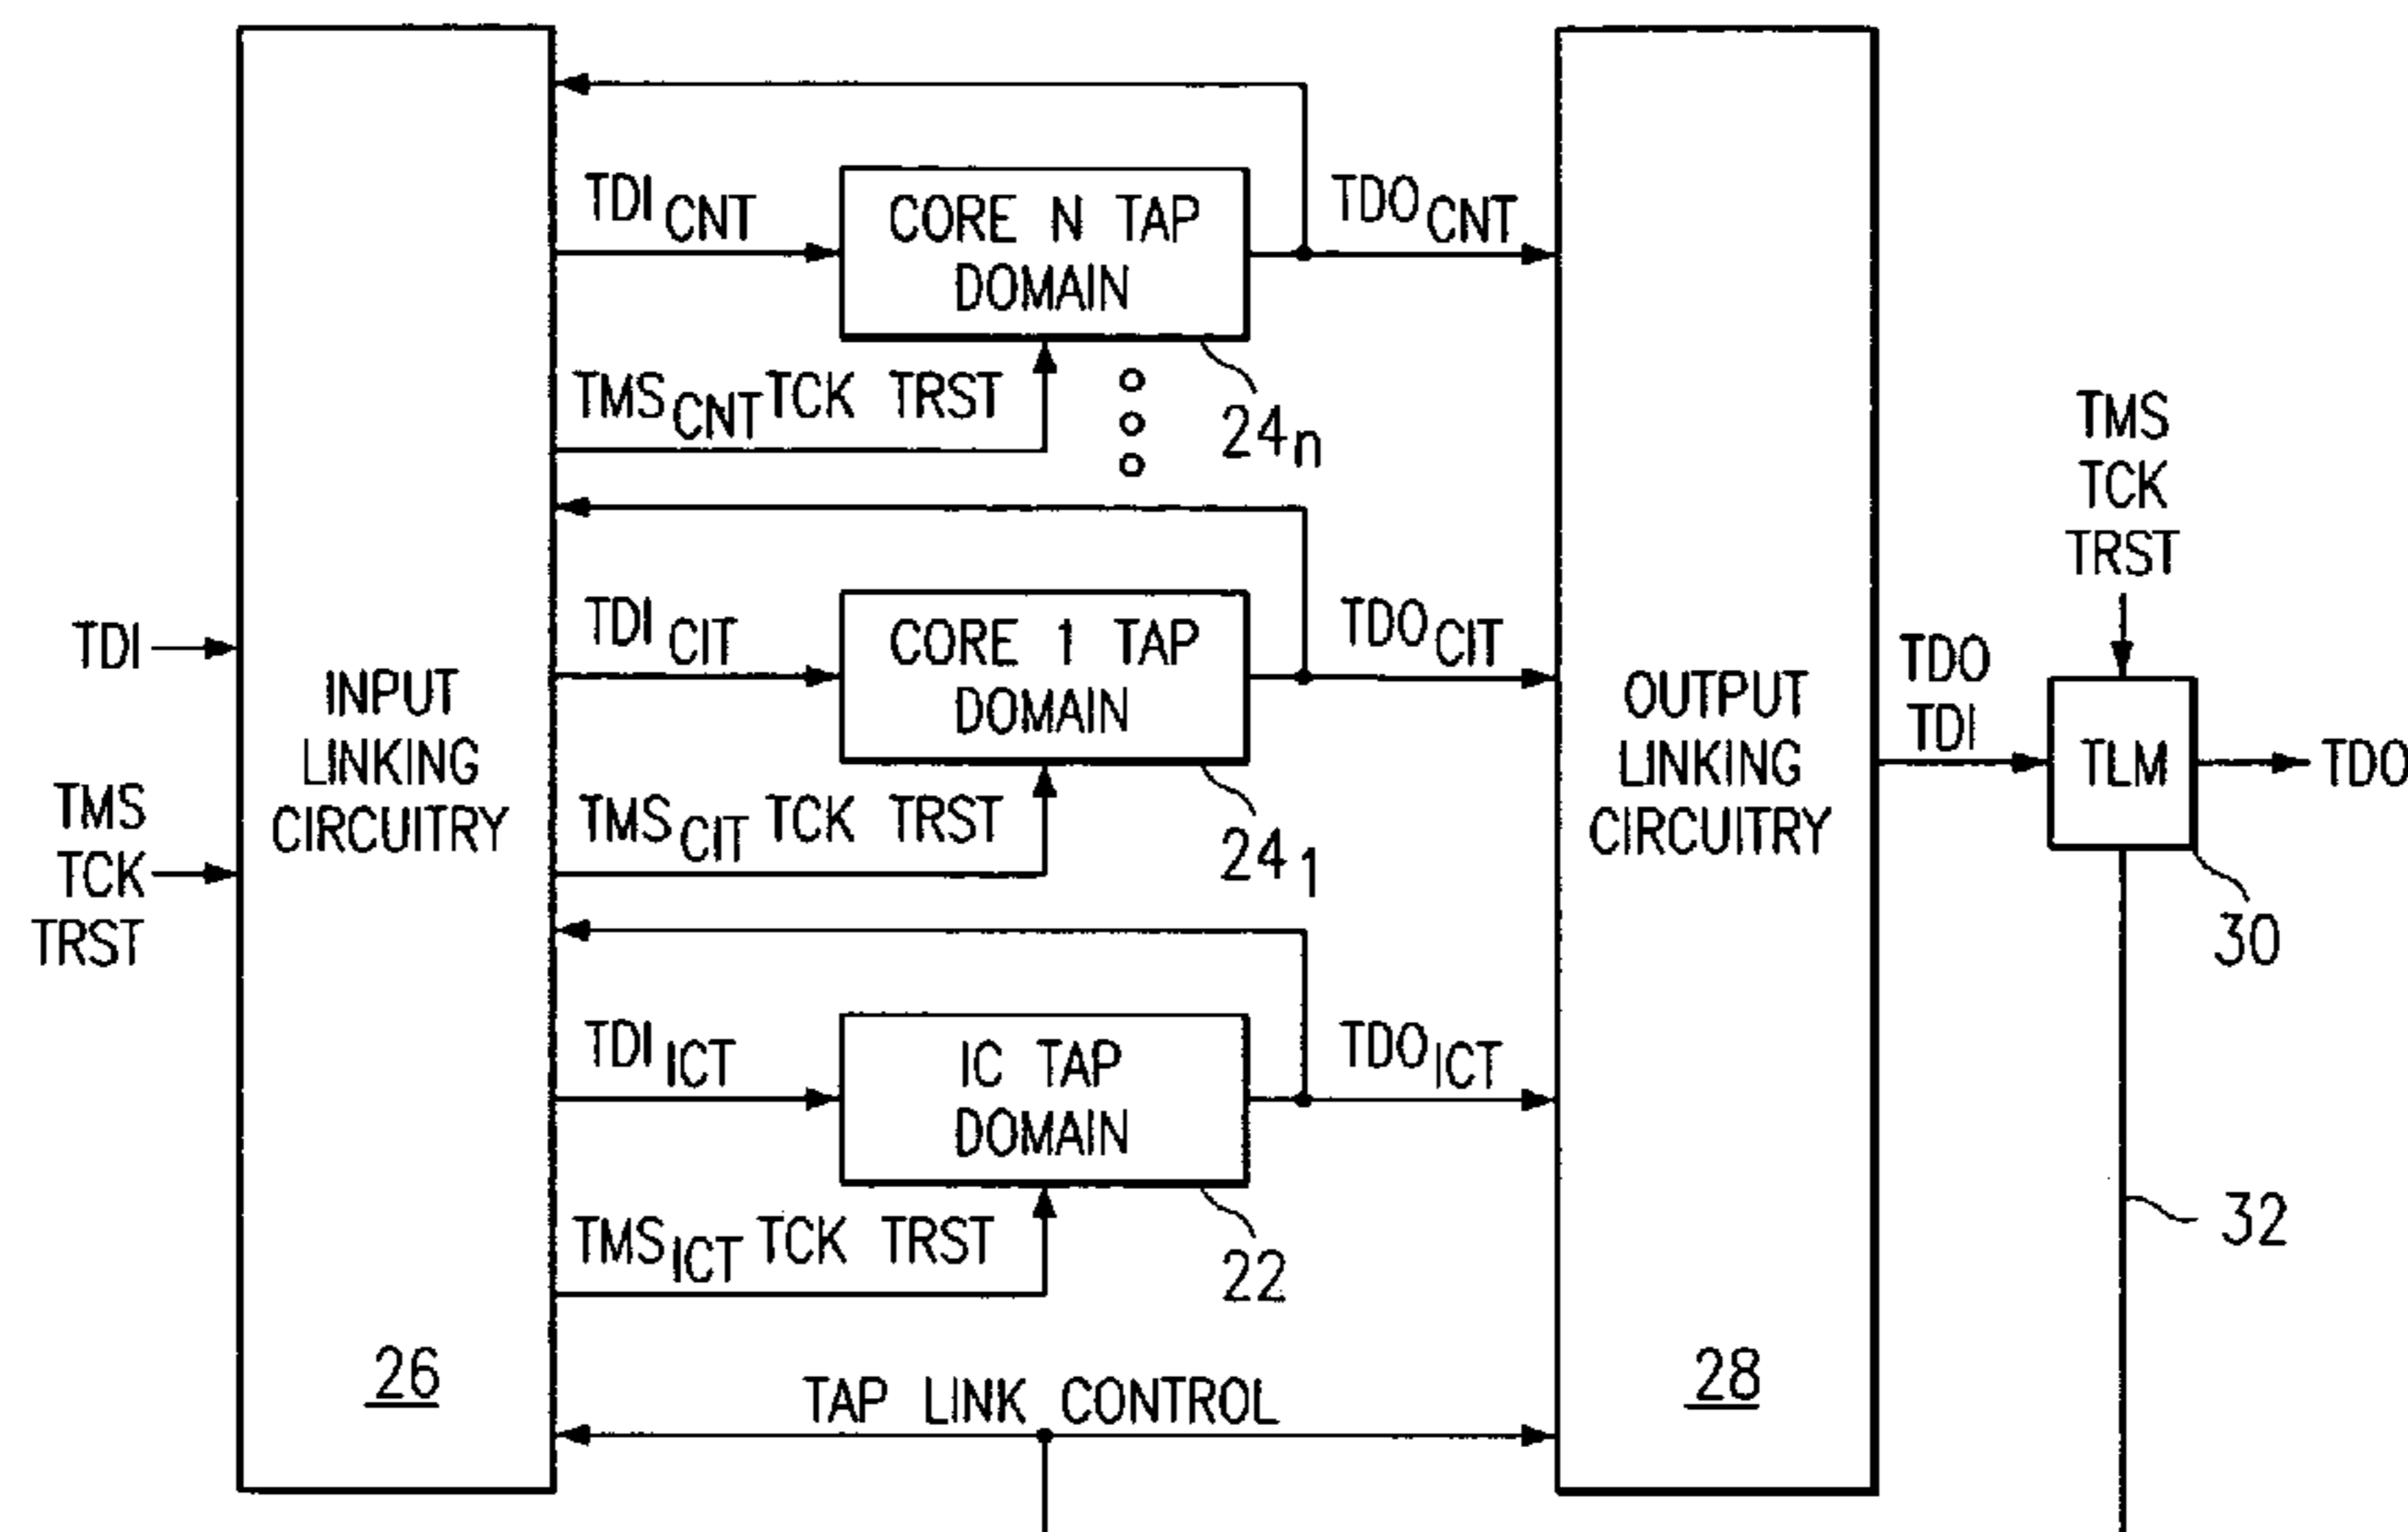 TDI CNT
CORE N TAP
DOMAIN
TDO CNT
TMS CNT TCK TRST
24n
TMS
TCK
TRST
TDI
INPUT
LINKING
CIRCUITRY
26
TMS
TCK
TRST
TDI CIT
CORE 1 TAP
DOMAIN
TDO CIT
TMS CIT TCK TRST
24 1
OUTPUT
LINKING
CIRCUITRY
28
TDO
TDI
TLM
TDO
30
TDI ICT
IC TAP
DOMAIN
TDO ICT
TMS ICT TCK TRST
22
32
TAP LINK CONTROL